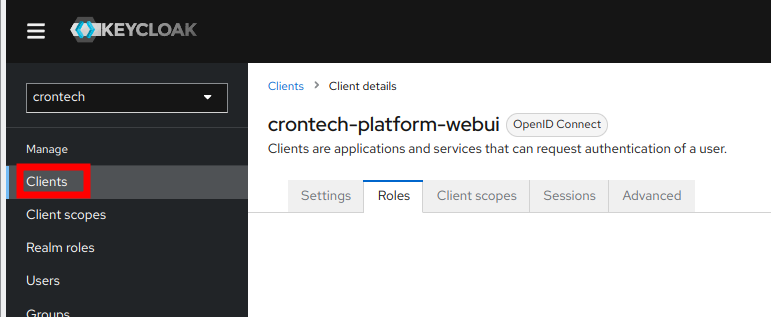 KEYCLOAK
crontech
Manage
Clients
Client scopes
Realm roles
Users
Groups
Clients > Client details
crontech-platform-webui OpenID Connect
Clients are applications and services that can request authentication of a user.
Settings Roles Client scopes Sessions Advanced